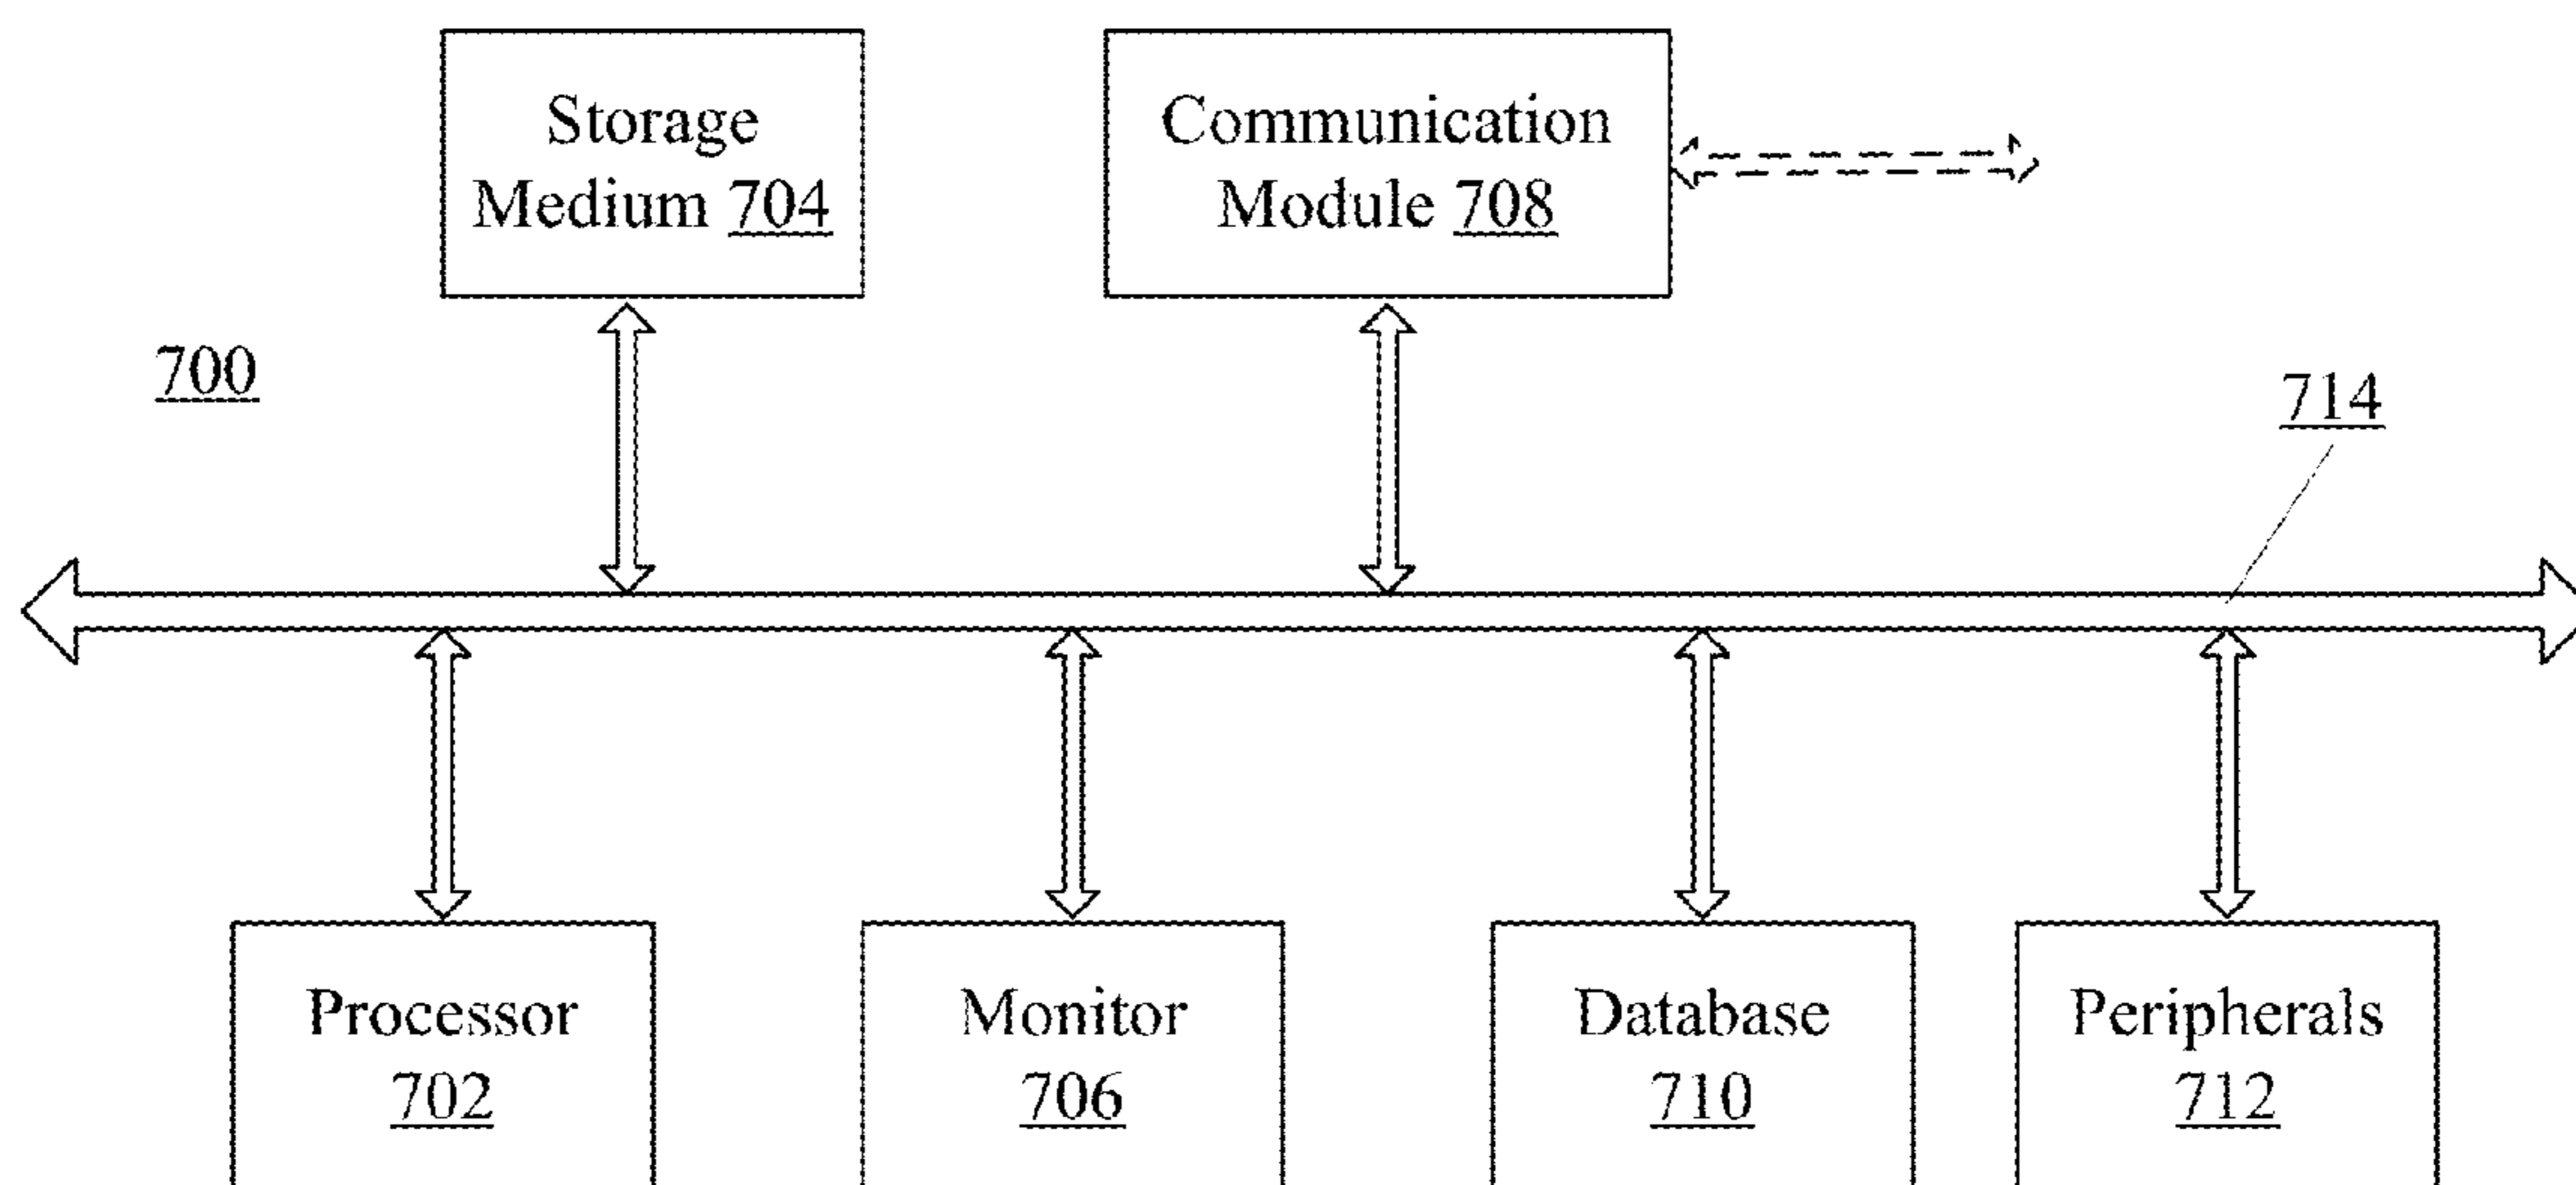 Storage
Medium 704
Communication
Module 708
700
714
Processor
702
Monitor
706
Database
710
Peripherals
712